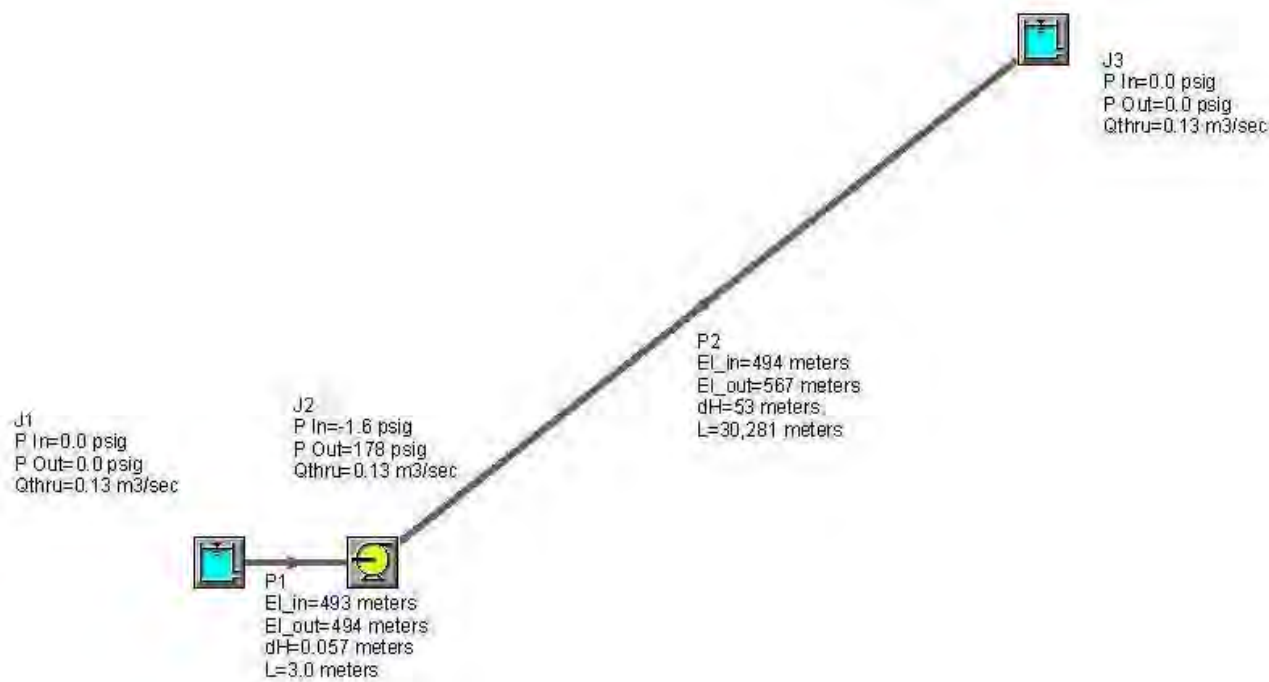 J3
P In=0.0 psig
P Out=0.0 psig
Qthru=0.13 m3/sec
P2
El_in=494 meters
El_out=567 meters
dH=53 meters
L=30,281 meters
J2
P In=-1.6 psig
P Out=178 psig
Qthru=0.13 m3/sec
J1
P In=0.0 psig
P Out=0.0 psig
Qthru=0.13 m3/sec
P1
El_in=493 meters
El_out=494 meters
dH=0.057 meters
L=3.0 meters